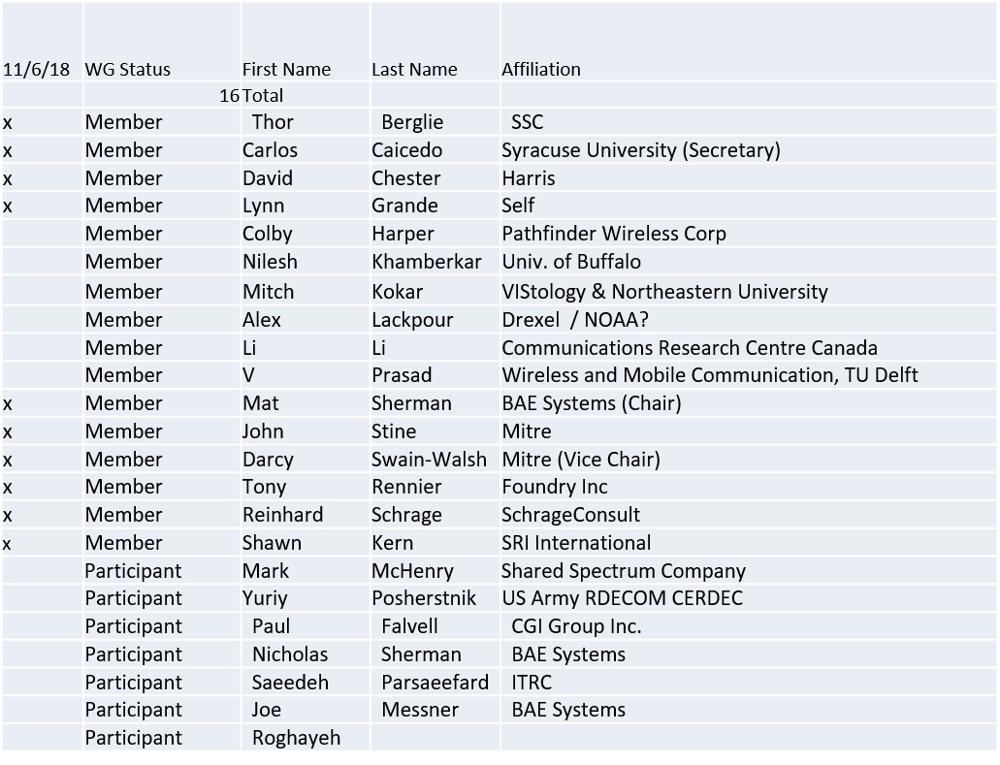 11/6/18 WG Status First Name Last Name Affiliation
16 Total
x Member Thor Berglie SSC
x Member Carlos Caicedo Syracuse University (Secretary)
x Member David Chester Harris
x Member Lynn Grande Self
Member Colby Harper Pathfinder Wireless Corp
Member Nilesh Khamberkar Univ. of Buffalo
Member Mitch Kokar VIStology & Northeastern University
Member Alex Lackpour Drexel / NOAA?
Member Li Li Communications Research Centre Canada
Member V Prasad Wireless and Mobile Communication, TU Delft
x Member Mat Sherman BAE Systems (Chair)
x Member John Stine Mitre
x Member Darcy Swain-Walsh Mitre (Vice Chair)
x Member Tony Rennier Foundry Inc
x Member Reinhard Schrage SchrageConsult
x Member Shawn Kern SRI International
Participant Mark McHenry Shared Spectrum Company
Participant Yuriy Posherstnik US Army RDECOM CERDEC
Participant Paul Falvell CGI Group Inc.
Participant Nicholas Sherman BAE Systems
Participant Saeedeh Parsaeefard ITRC
Participant Joe Messner BAE Systems
Participant Roghayeh